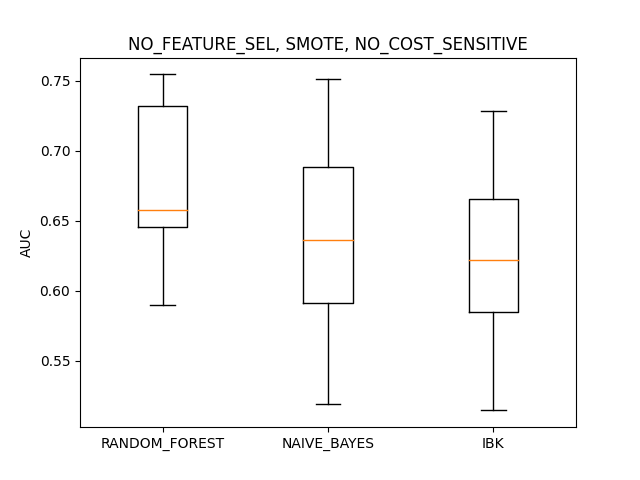 NO_FEATURE_SEL, SMOTE, NO_COST_SENSITIVE
0.75
0.70
0.65
0.60
0.55
AUC
RANDOM_FOREST NAIVE_BAYES IBK